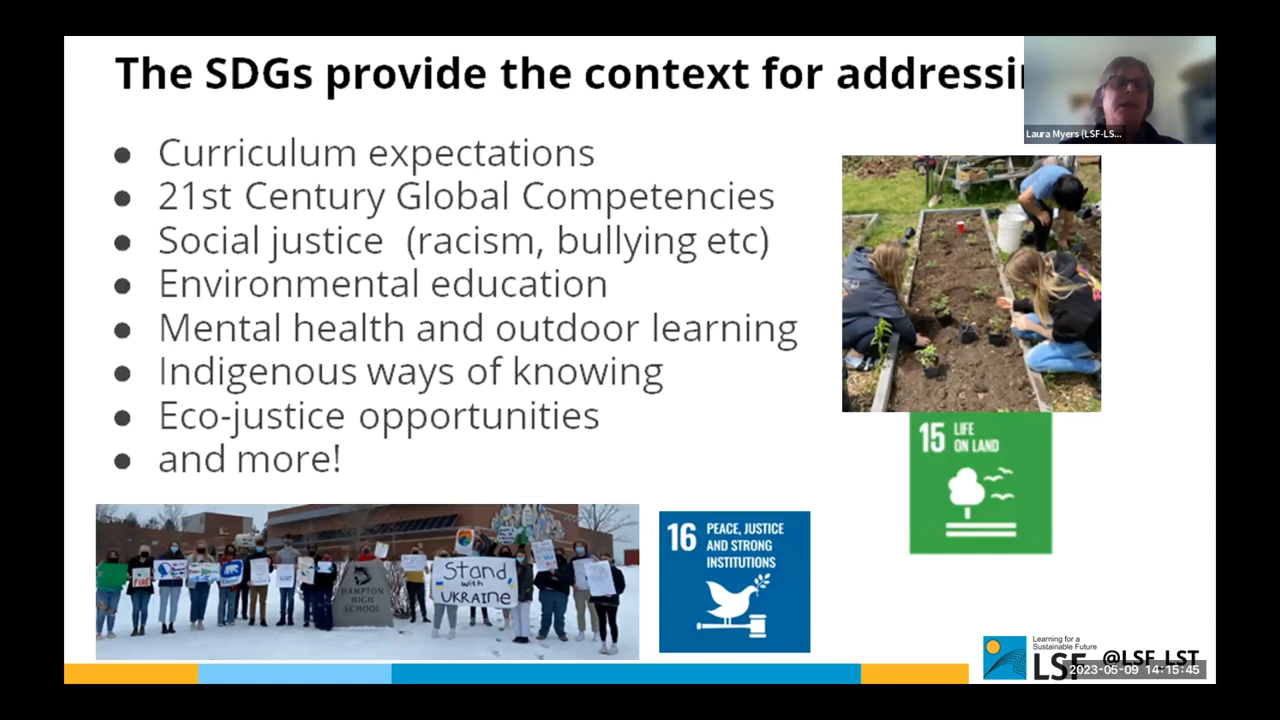 The SDGs provide the context for addressi
Laura Myers (LSF-LS...
● Curriculum expectations
● 21st Century Global Competencies
● Social justice (racism, bullying etc)
● Environmental education
● Mental health and outdoor learning
● Indigenous ways of knowing
● Eco-justice opportunities
● and more!
15 LIFE
ON LAND
16 PEACE, JUSTICE
AND STRONG
INSTITUTIONS
Stand
with
UKRAINE
HAMPTON
HIGH
SCHOOL
Learning for a
Sustainable Future
LSF
@LSF_LST
2023-05-09 14:15:45